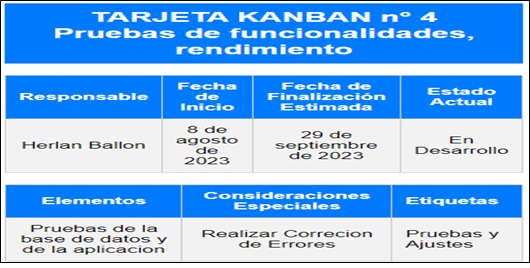 TARJETA KANBAN nº 4
Pruebas de funcionalidades,
rendimiento
Responsable
Fecha
de
Inicio
Fecha de
Finalización
Estimada
Estado
Actual
Herlan Ballon
8 de
agosto
de
2023
29 de
septiembre
de 2023
En
Desarrollo
Elementos
Consideraciones
Especiales
Etiquetas
Pruebas de la
base de datos y
de la aplicacion
Realizar Correcion
de Errores
Pruebas y
Ajustes